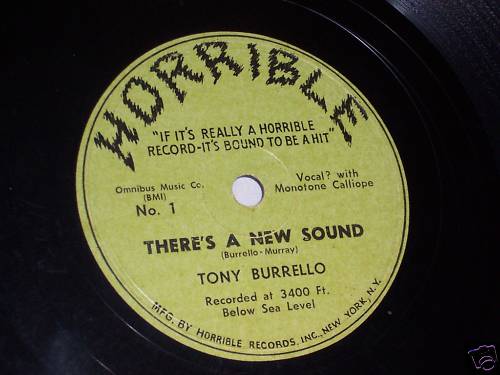 HORRIBLE
"IF IT'S REALLY A HORRIBLE
RECORD-IT'S BOUND TO BE A HIT"
Omnibus Music Co.
(BMI)
No. 1
Vocal? with
Monotone Calliope
THERE'S A NEW SOUND
(Burrello-Murray)
TONY BURRELLO
Recorded at 3400 Ft.
Below Sea Level
MFG. BY HORRIBLE RECORDS, INC., NEW YORK, N.Y.